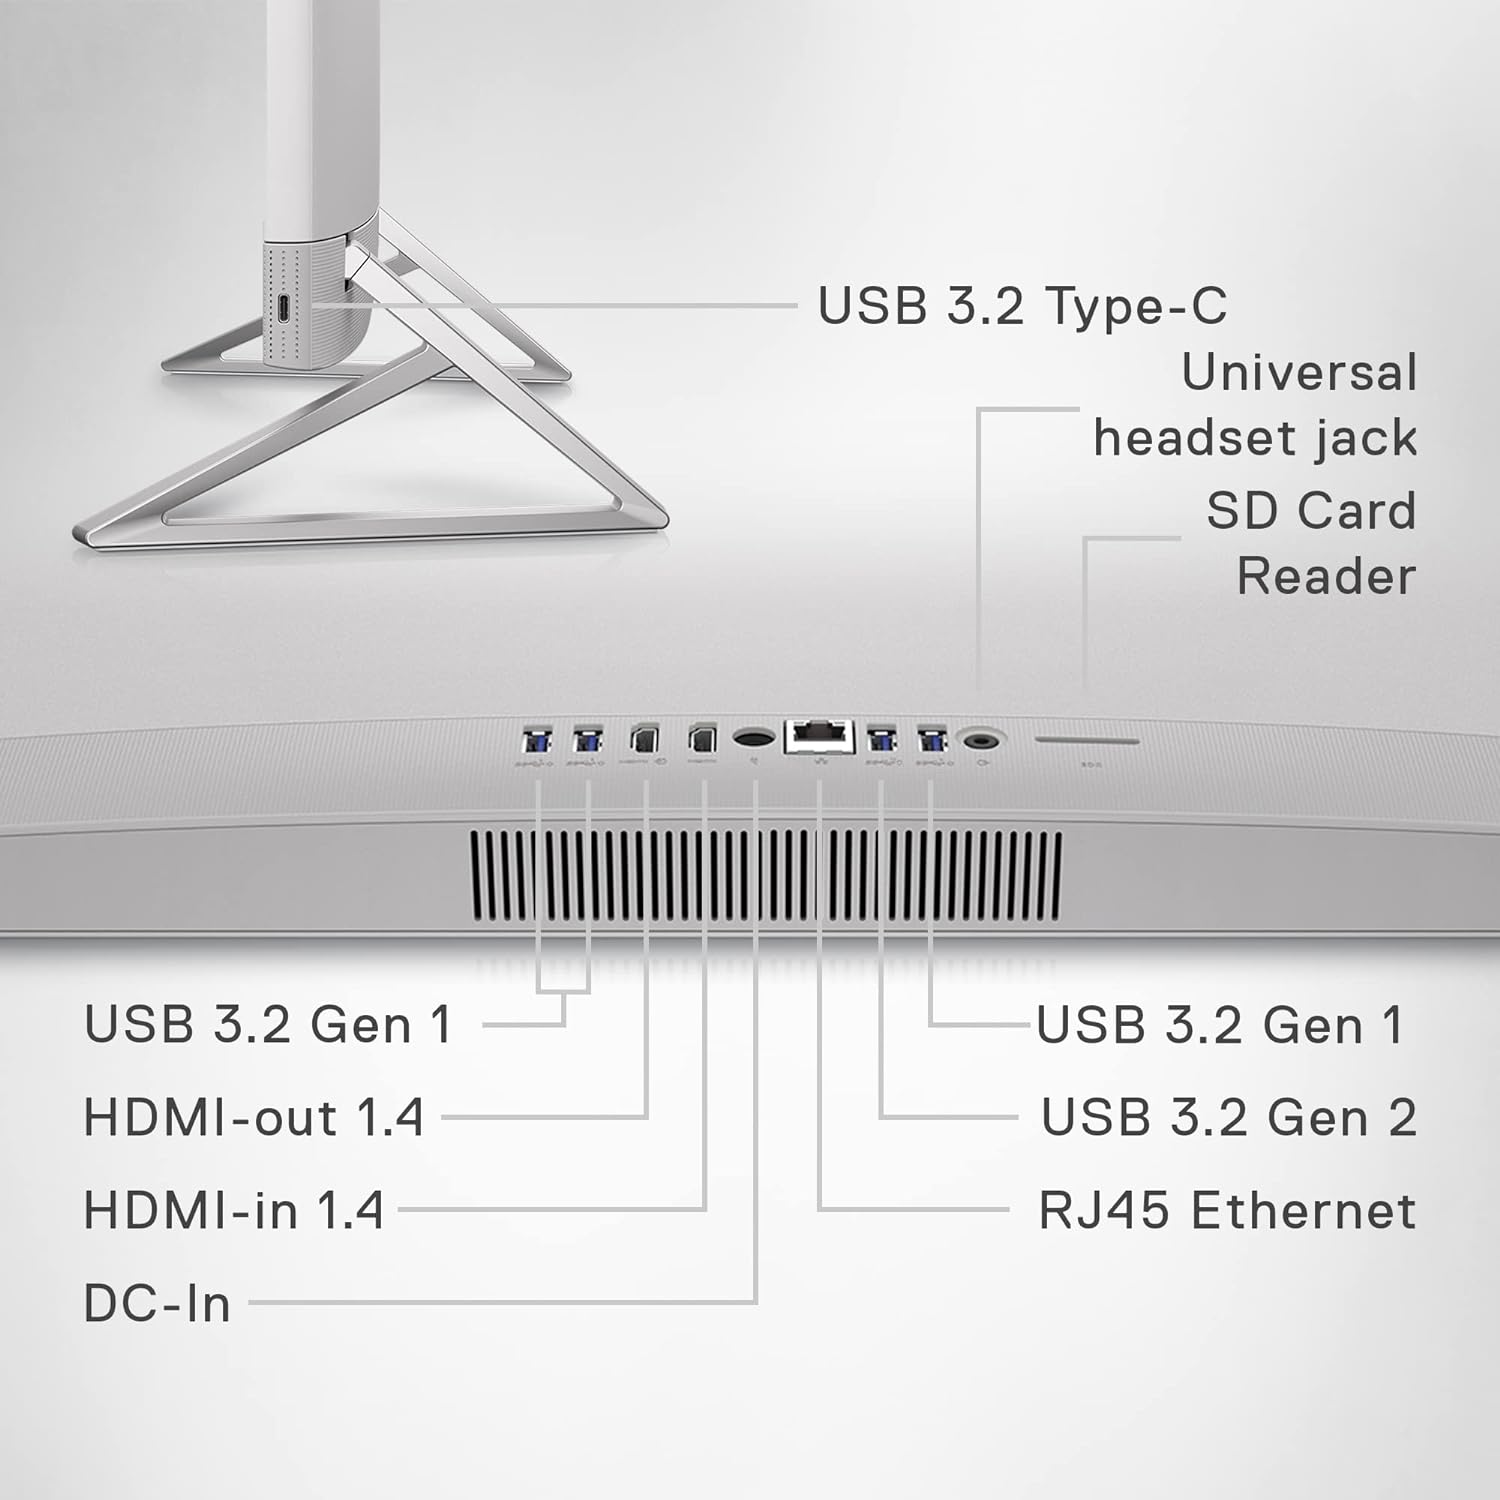 USB 3.2 Type-C
Universal
headset jack
SD Card
Reader
USB 3.2 Gen 1
HDMI-out 1.4
HDMI-in 1.4
DC-In
USB 3.2 Gen 1
USB 3.2 Gen 2
RJ45 Ethernet